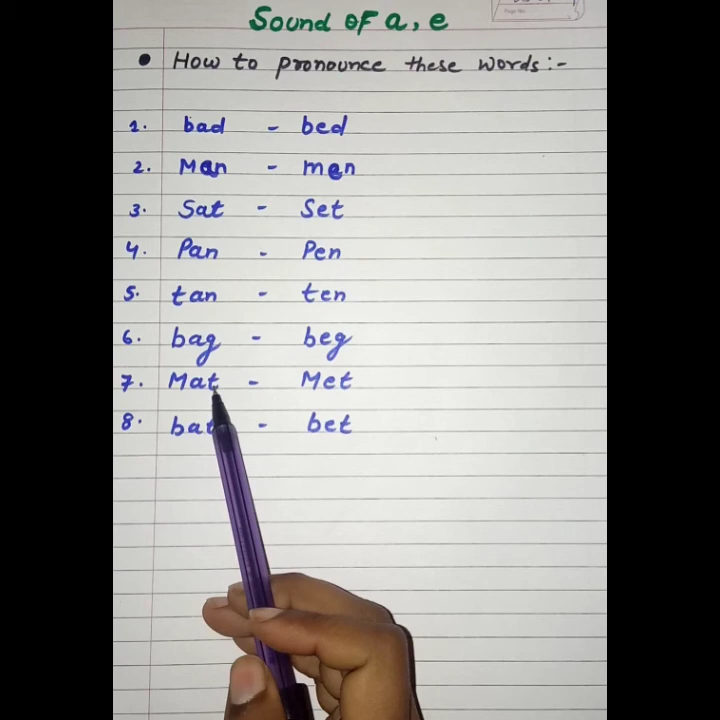 Sound of a, e
• How to pronounce these words:-
1. bad - bed
2. Man - men
3. Sat - Set
4. Pan - Pen
5. tan - ten
6. bag - beg
7. Mat - Met
8. bat - bet